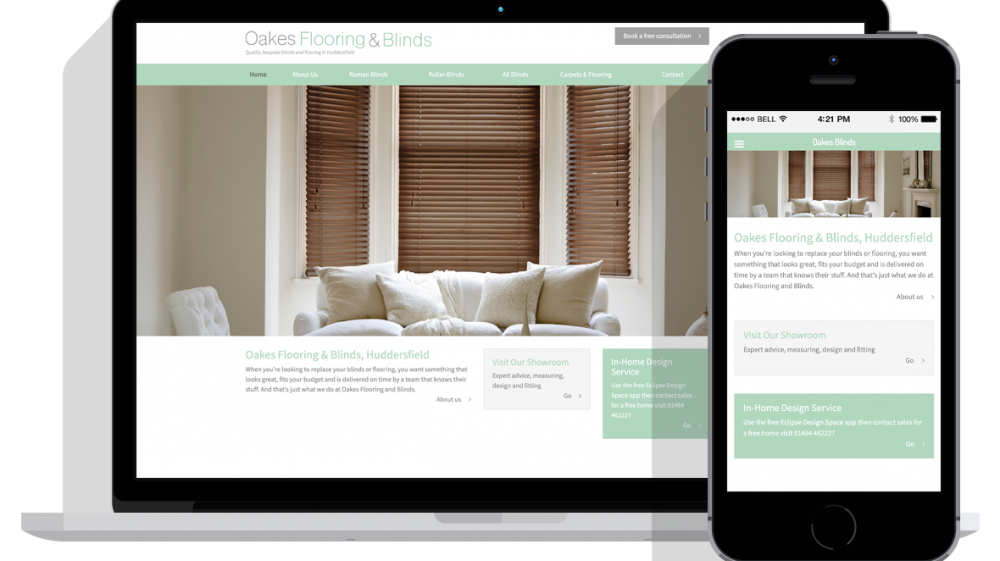 Oakes Flooring & Blinds
Quality, bespoke blinds and flooring in Huddersfield
Book a free consultation >
Home About Us Roman Blinds Roller Blinds All Blinds Carpets & Flooring Contact
Oakes Flooring & Blinds, Huddersfield
When you're looking to replace your blinds or flooring, you want something that
looks great, fits your budget and is delivered on time by a team that knows their
stuff. And that's just what we do at Oakes Flooring and Blinds.
About us >
Visit Our Showroom
Expert advice, measuring,
design and fitting
Go >
In-Home Design
Service
Use the free Eclipse Design
Space app then contact sales
for a free home visit 01484
462227
Go >
BELL 4:21 PM 100%
Oakes Blinds
Oakes Flooring & Blinds, Huddersfield
When you're looking to replace your blinds or flooring, you want
something that looks great, fits your budget and is delivered on
time by a team that knows their stuff. And that's just what we do at
Oakes Flooring and Blinds.
About us >
Visit Our Showroom
Expert advice, measuring, design and fitting
Go >
In-Home Design Service
Use the free Eclipse Design Space app then contact sales for
a free home visit 01484 462227
Go >